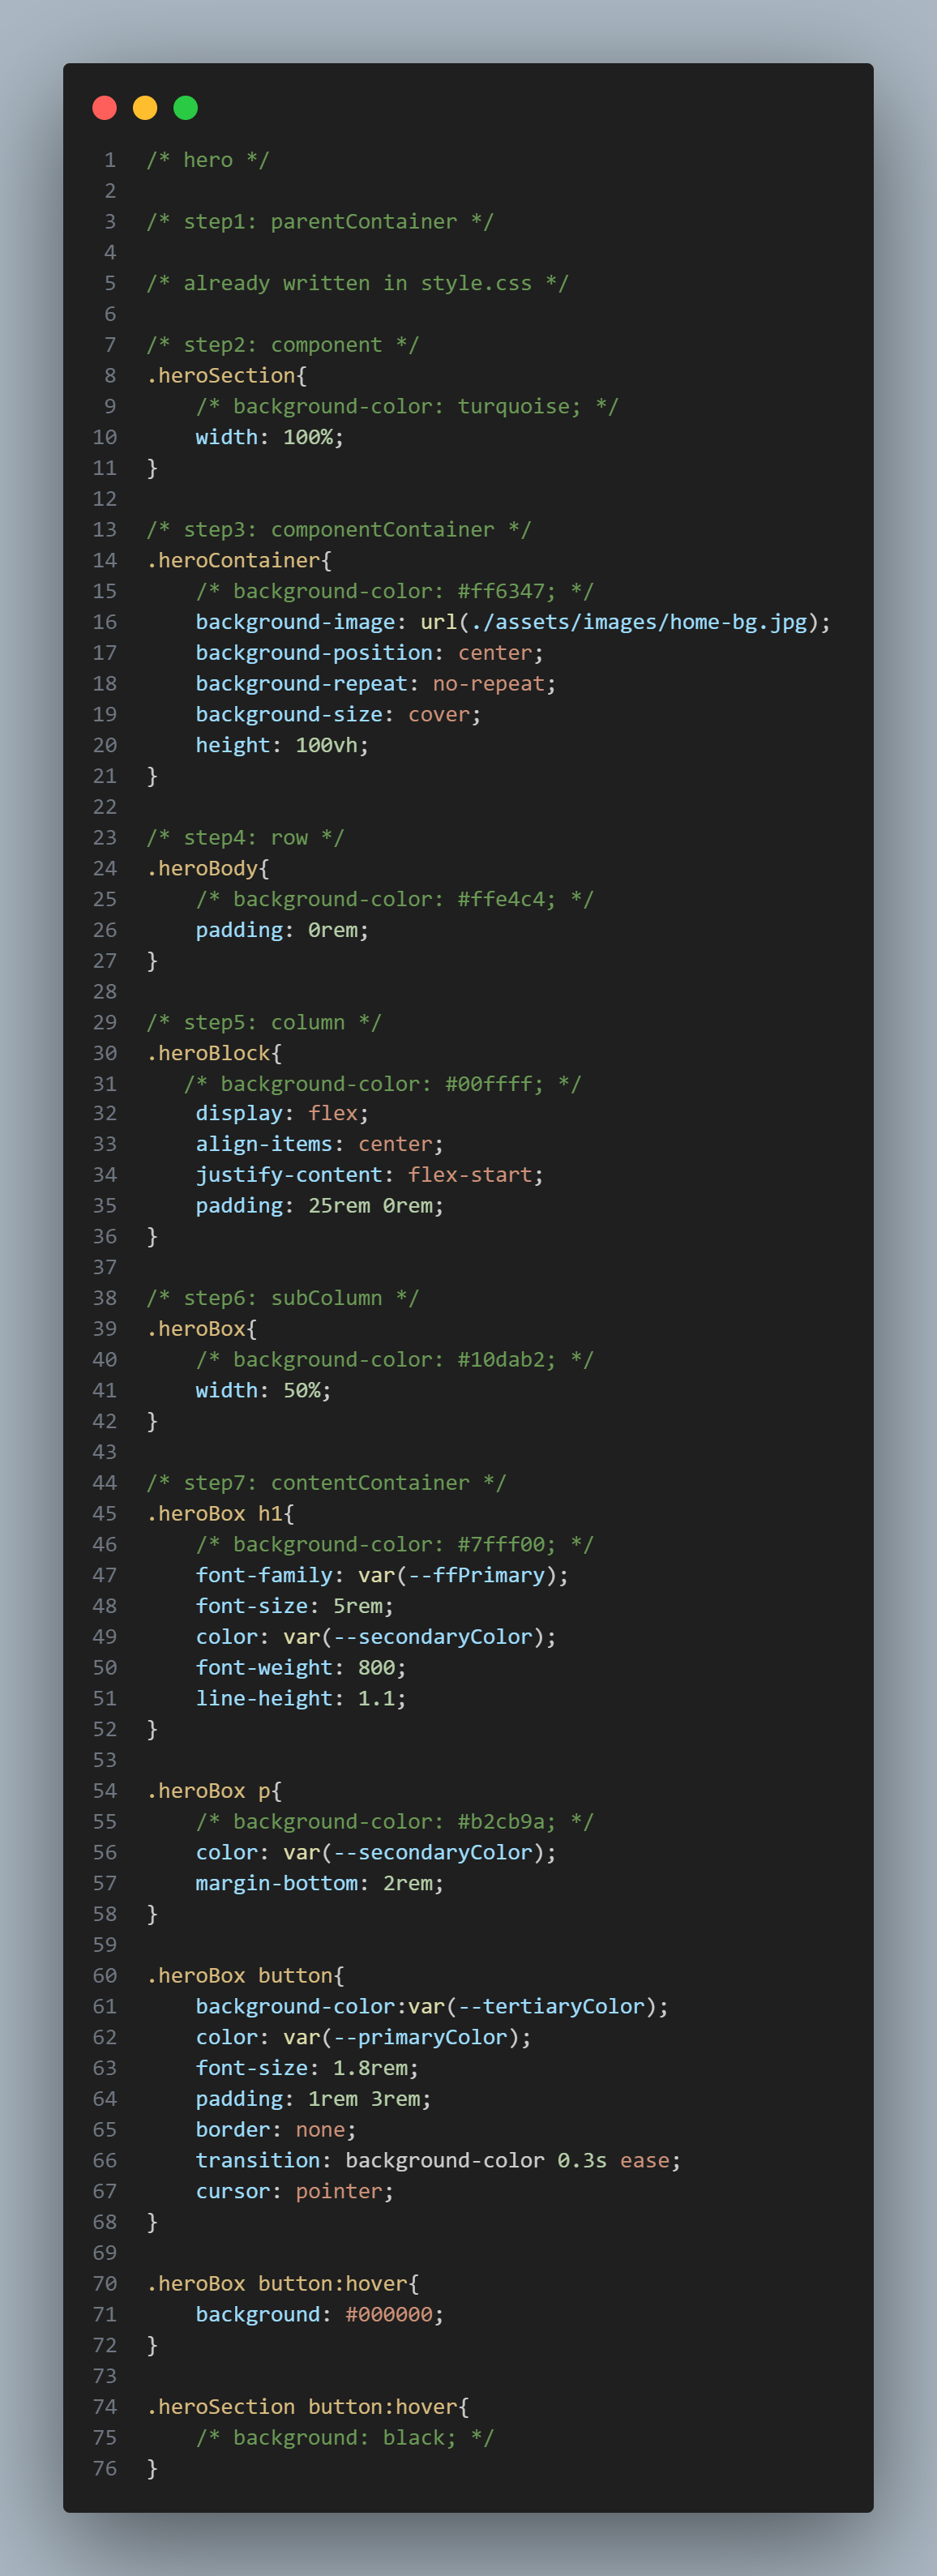 1 /* hero */
2
3 /* step1: parentContainer */
4
5 /* already written in style.css */
6
7 /* step2: component */
8 .heroSection{
9     /* background-color: turquoise; */
10     width: 100%;
11 }
12
13 /* step3: componentContainer */
14 .heroContainer{
15     /* background-color: #ff6347; */
16     background-image: url(./assets/images/home-bg.jpg);
17     background-position: center;
18     background-repeat: no-repeat;
19     background-size: cover;
20     height: 100vh;
21 }
22
23 /* step4: row */
24 .heroBody{
25     /* background-color: #ffe4c4; */
26     padding: 0rem;
27 }
28
29 /* step5: column */
30 .heroBlock{
31    /* background-color: #00ffff; */
32     display: flex;
33     align-items: center;
34     justify-content: flex-start;
35     padding: 25rem 0rem;
36 }
37
38 /* step6: subColumn */
39 .heroBox{
40     /* background-color: #10dab2; */
41     width: 50%;
42 }
43
44 /* step7: contentContainer */
45 .heroBox h1{
46     /* background-color: #7fff00; */
47     font-family: var(--ffPrimary);
48     font-size: 5rem;
49     color: var(--secondaryColor);
50     font-weight: 800;
51     line-height: 1.1;
52 }
53
54 .heroBox p{
55     /* background-color: #b2cb9a; */
56     color: var(--secondaryColor);
57     margin-bottom: 2rem;
58 }
59
60 .heroBox button{
61     background-color:var(--tertiaryColor);
62     color: var(--primaryColor);
63     font-size: 1.8rem;
64     padding: 1rem 3rem;
65     border: none;
66     transition: background-color 0.3s ease;
67     cursor: pointer;
68 }
69
70 .heroBox button:hover{
71     background: #000000;
72 }
73
74 .heroSection button:hover{
75     /* background: black; */
76 }